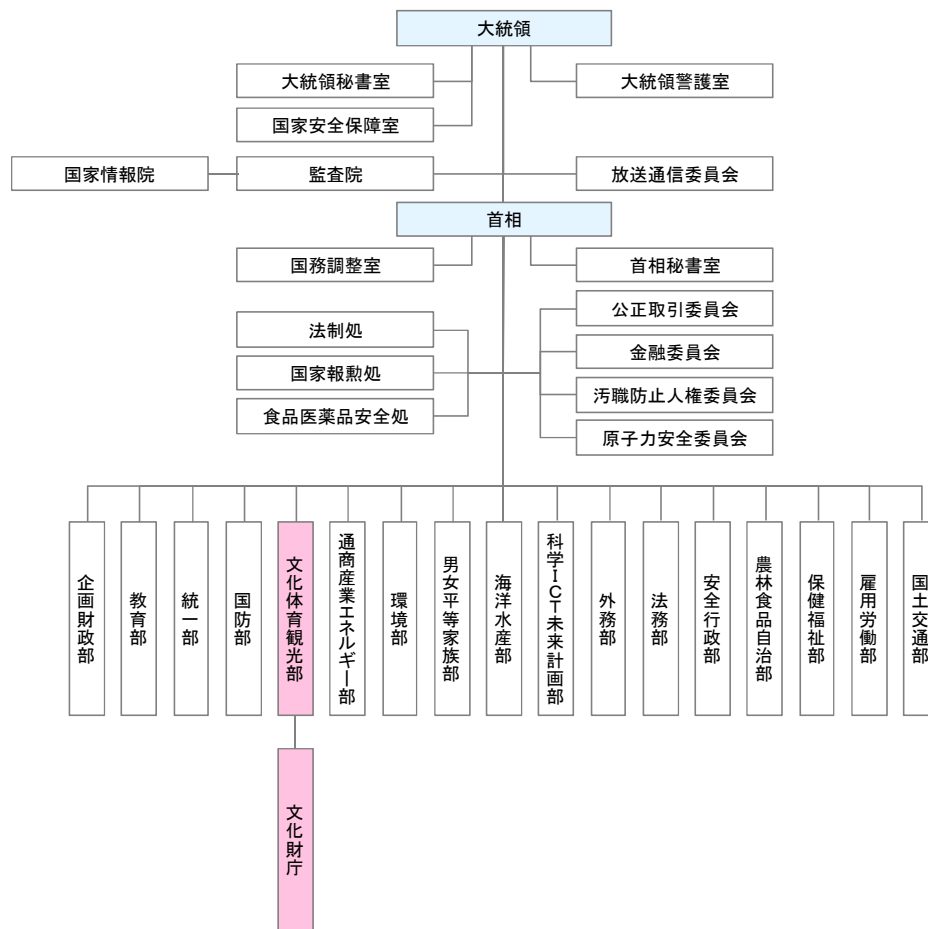 大統領
大統領秘書室
大統領警護室
国家安全保障室
国家情報院
監査院
放送通信委員会
首相
国務調整室
首相秘書室
公正取引委員会
法制処
金融委員会
国家報勲処
汚職防止人権委員会
食品医薬品安全処
原子力安全委員会
企画財政部
教育部
統一部
国防部
文化体育観光部
通商産業エネルギー部
環境部
男女平等家族部
海洋水産部
科学ICT未来計画部
外務部
法務部
安全行政部
農林食品自治部
保健福祉部
雇用労働部
国土交通部
文化財庁